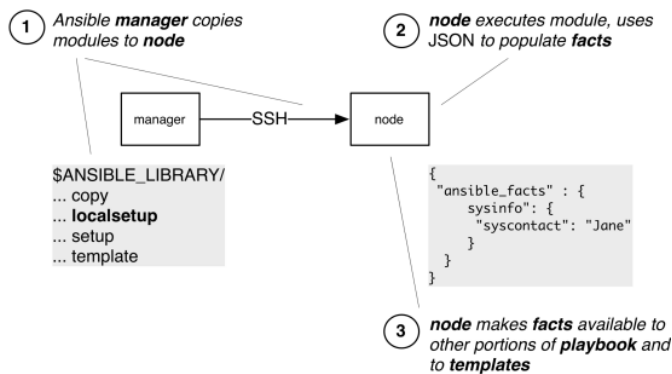 1 Ansible manager copies
modules to node
2 node executes module, uses
JSON to populate facts
manager
SSH
node
$ANSIBLE_LIBRARY/
... copy
... localsetup
... setup
... template
{
"ansible_facts" : {
sysinfo": {
"syscontact": "Jane"
}
}
}
3 node makes facts available to
other portions of playbook and
to templates